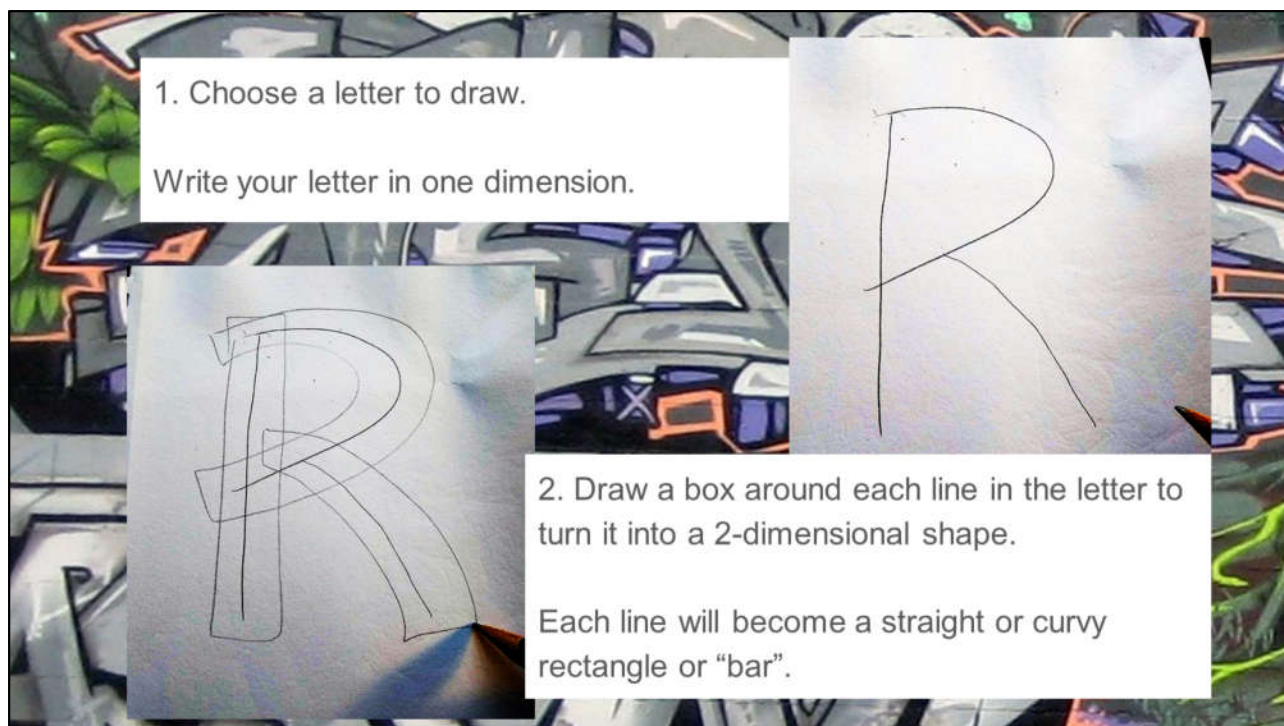 1. Choose a letter to draw.
Write your letter in one dimension.
R
R
2. Draw a box around each line in the letter to
turn it into a 2-dimensional shape.
Each line will become a straight or curvy
rectangle or “bar”.